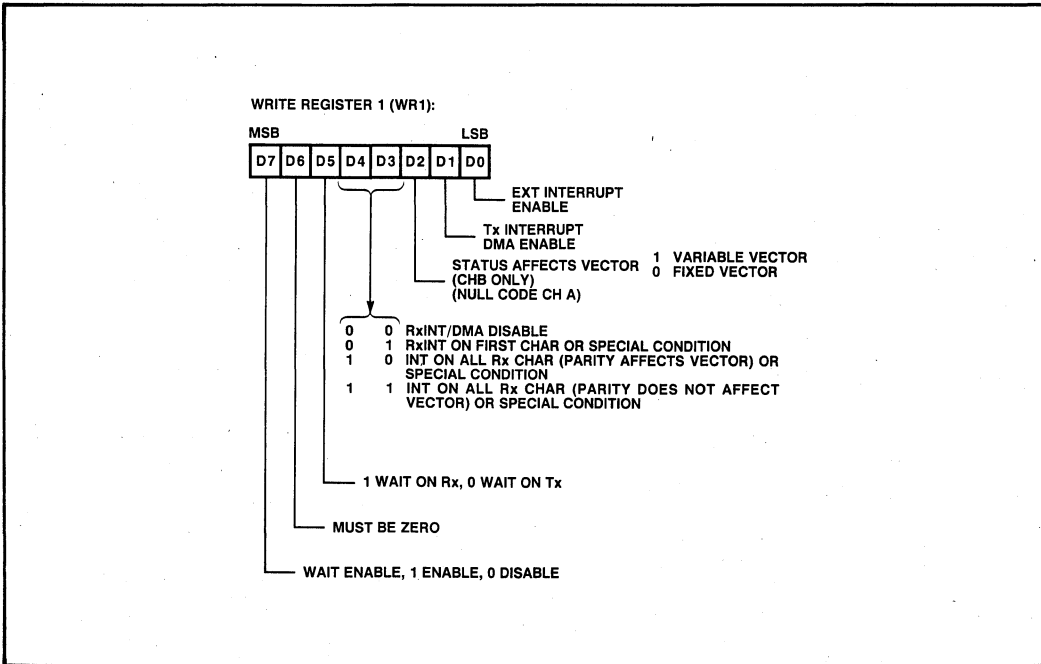 WRITE REGISTER 1 (WR1):
MSB LSB
D7 D6 D5 D4 D3 D2 D1 D0
EXT INTERRUPT
ENABLE
Tx INTERRUPT
DMA ENABLE
STATUS AFFECTS VECTOR 1 VARIABLE VECTOR
(CHB ONLY) 0 FIXED VECTOR
(NULL CODE CH A)
0 0 RxINT/DMA DISABLE
0 1 RxINT ON FIRST CHAR OR SPECIAL CONDITION
1 0 INT ON ALL Rx CHAR (PARITY AFFECTS VECTOR) OR
SPECIAL CONDITION
1 1 INT ON ALL Rx CHAR (PARITY DOES NOT AFFECT
VECTOR) OR SPECIAL CONDITION
1 WAIT ON Rx, 0 WAIT ON Tx
MUST BE ZERO
WAIT ENABLE, 1 ENABLE, 0 DISABLE